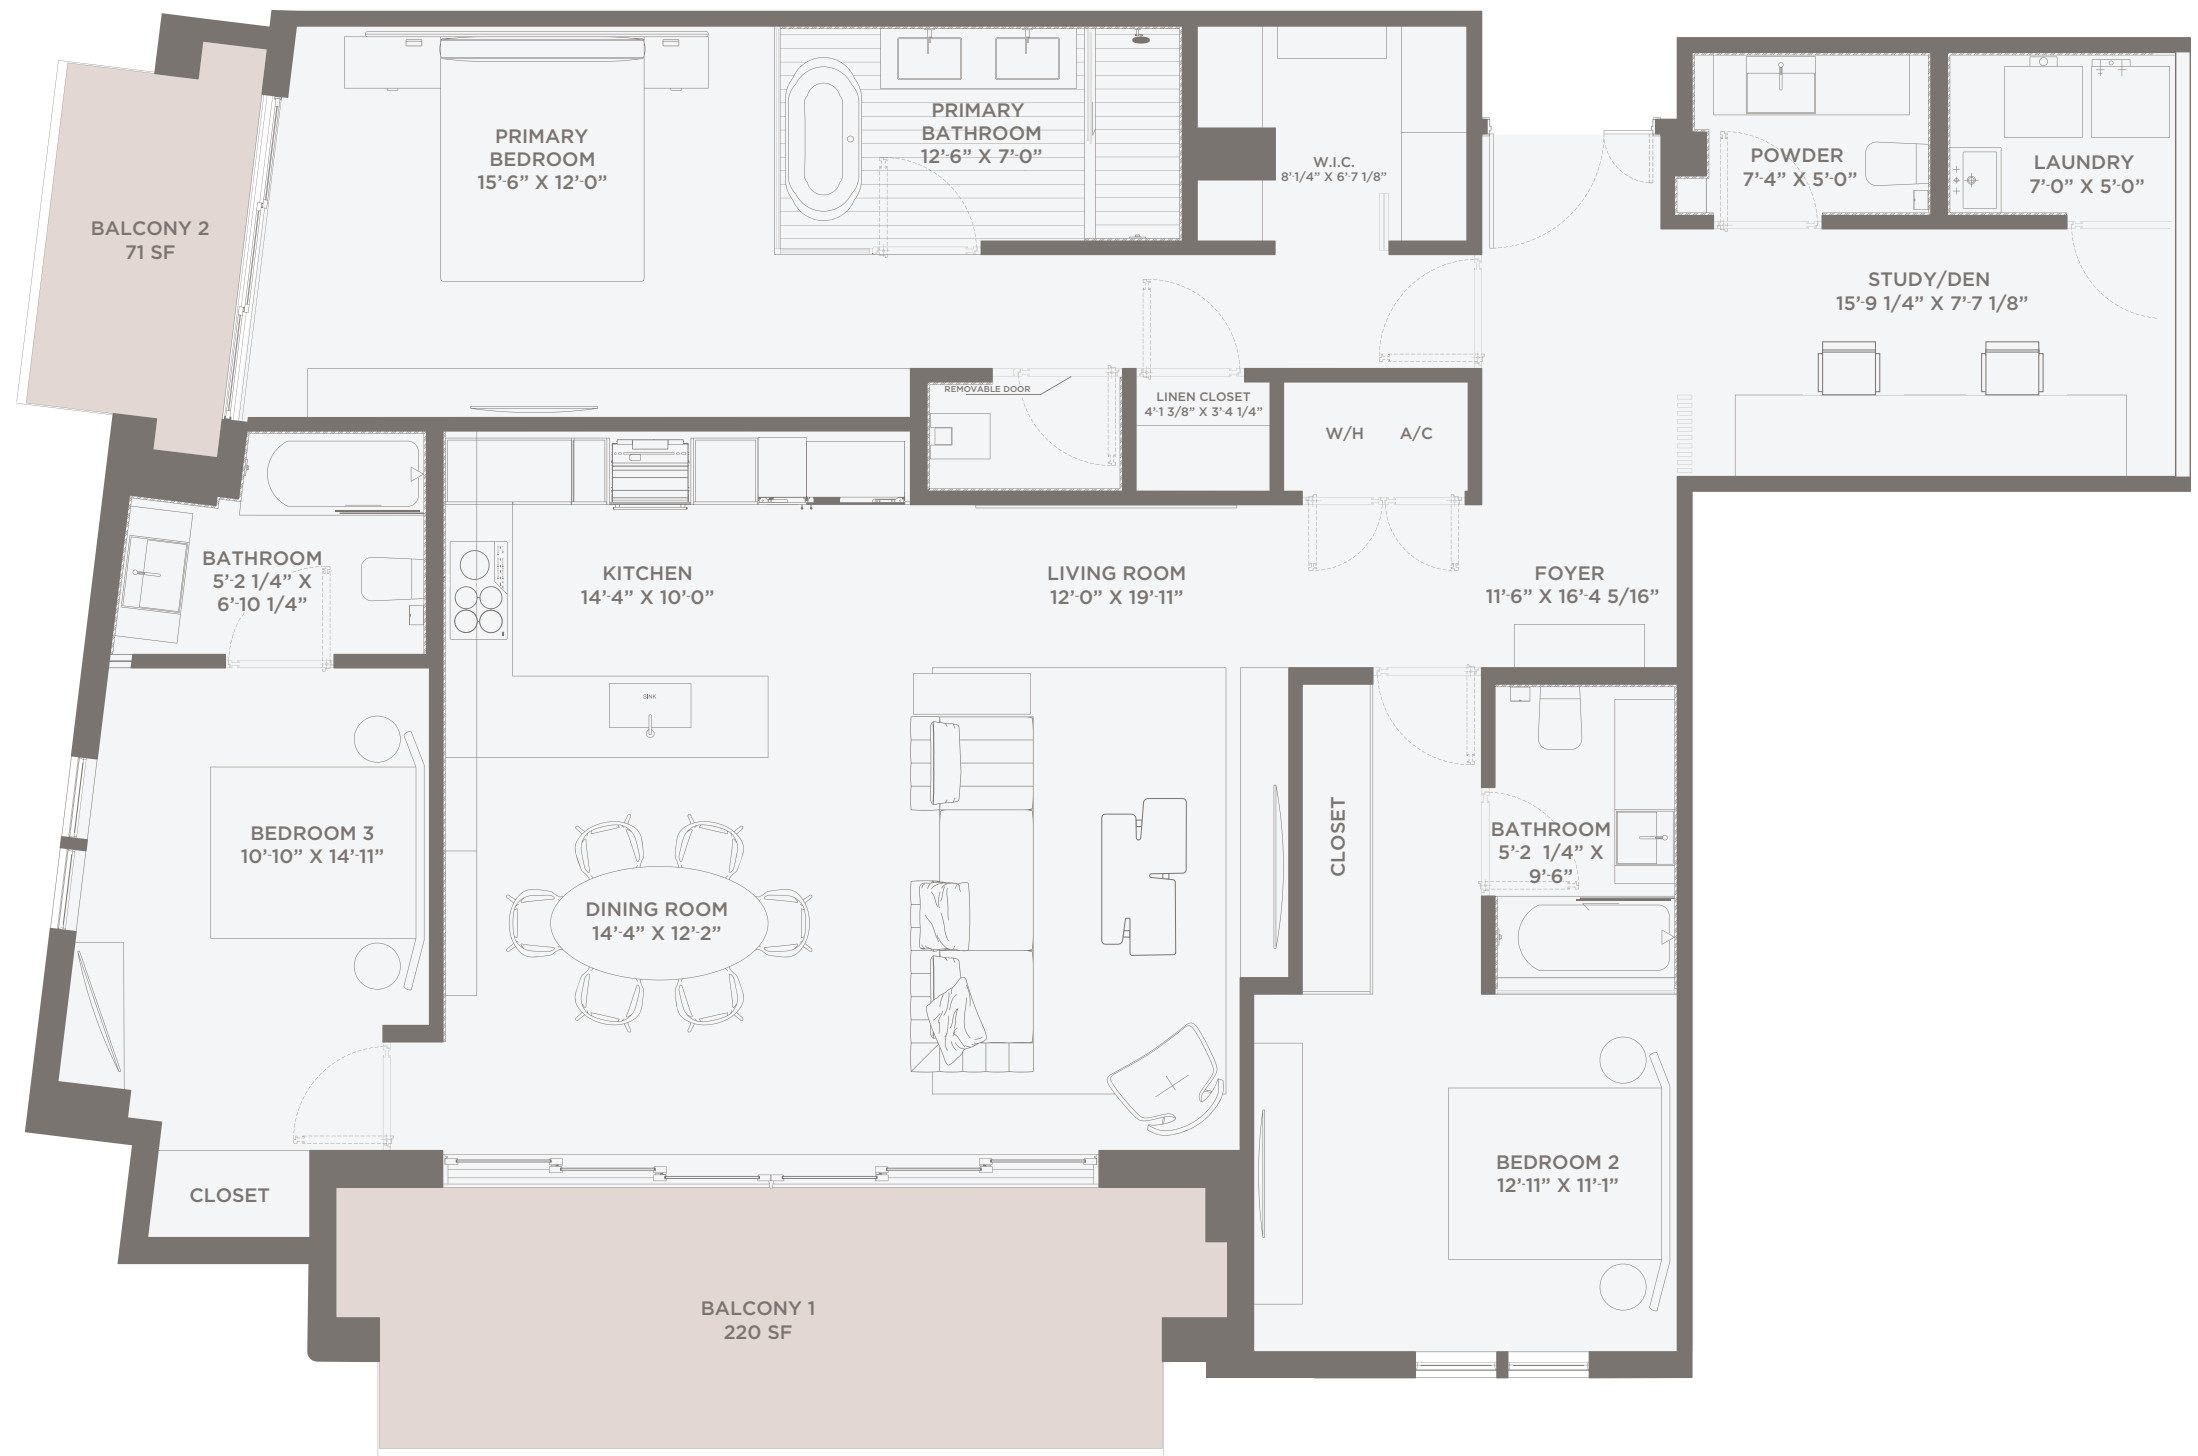 PRIMARY
BEDROOM
15'-6" X 12'-0"
PRIMARY
BATHROOM
12'-6" X 7'-0"
W.I.C.
8'-1/4" X 6'-7 1/8"
POWDER
7'-4" X 5'-0"
LAUNDRY
7'-0" X 5'-0"
BALCONY 2
71 SF
STUDY/DEN
15'-9 1/4" X 7'-7 1/8"
REMOVABLE DOOR
LINEN CLOSET
4'-1 3/8" X 3'-4 1/4"
W/H A/C
BATHROOM
5'-2 1/4" X
6'-10 1/4"
KITCHEN
14'-4" X 10'-0"
LIVING ROOM
12'-0" X 19'-11"
FOYER
11'-6" X 16'-4 5/16"
SINK
BEDROOM 3
10'-10" X 14'-11"
CLOSET
BATHROOM
5'-2 1/4" X
9'-6"
DINING ROOM
14'-4" X 12'-2"
BEDROOM 2
12'-11" X 11'-1"
CLOSET
BALCONY 1
220 SF